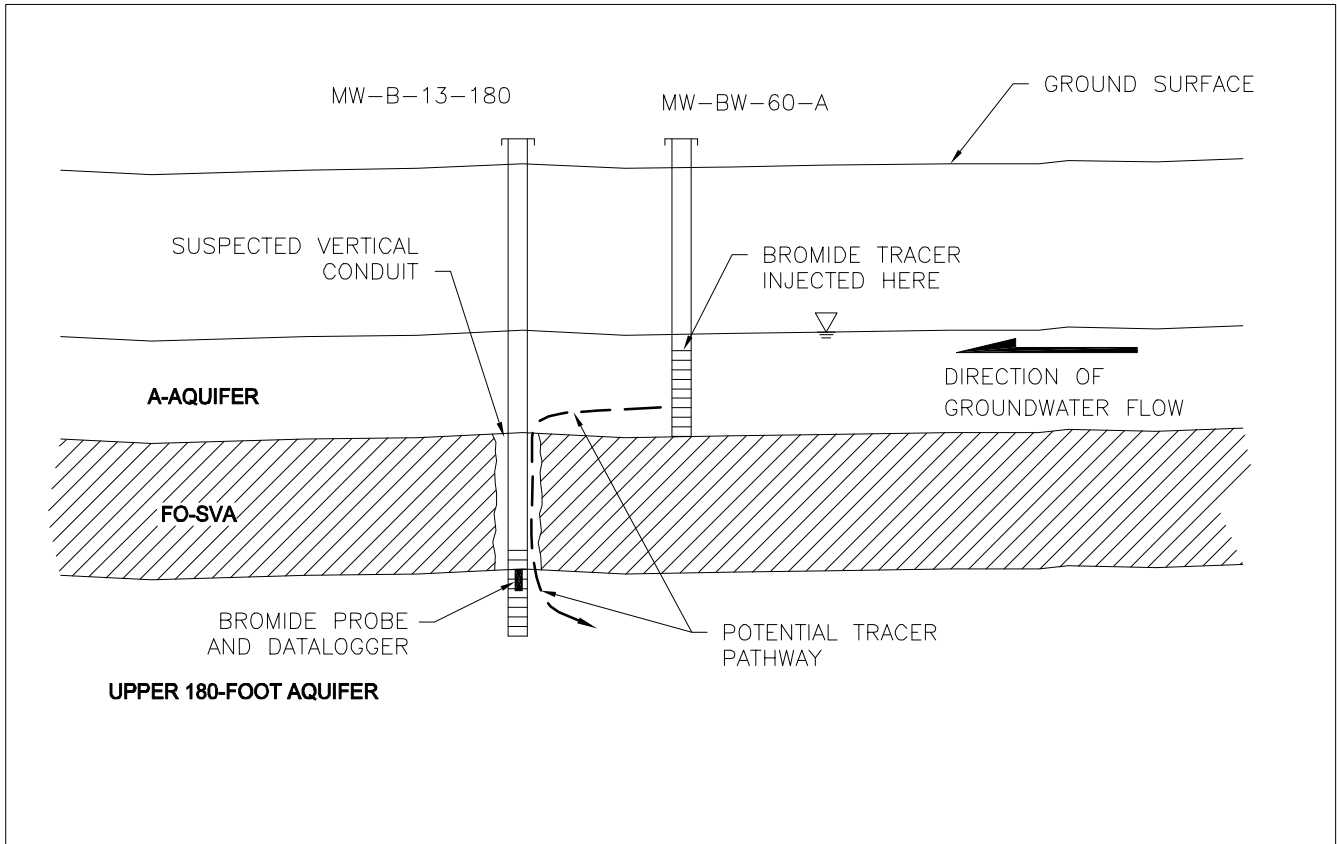 MW-B-13-180
MW-BW-60-A
GROUND SURFACE
SUSPECTED VERTICAL
CONDUIT
BROMIDE TRACER
INJECTED HERE
DIRECTION OF
GROUNDWATER FLOW
A-AQUIFER
FO-SVA
BROMIDE PROBE
AND DATALOGGER
POTENTIAL TRACER
PATHWAY
UPPER 180-FOOT AQUIFER